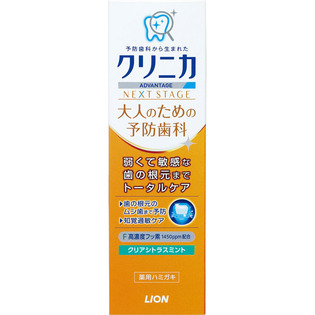 予防歯科から生まれた
クリニカ
ADVANTAGE
NEXT STAGE
大人のための
予防歯科
弱くて敏感な
歯の根元まで
トータルケア
歯の根元の
ムシ歯まで予防
知覚過敏ケア
F 高濃度フッ素 1450ppm配合
クリアシトラスミント
薬用ハミガキ
LION